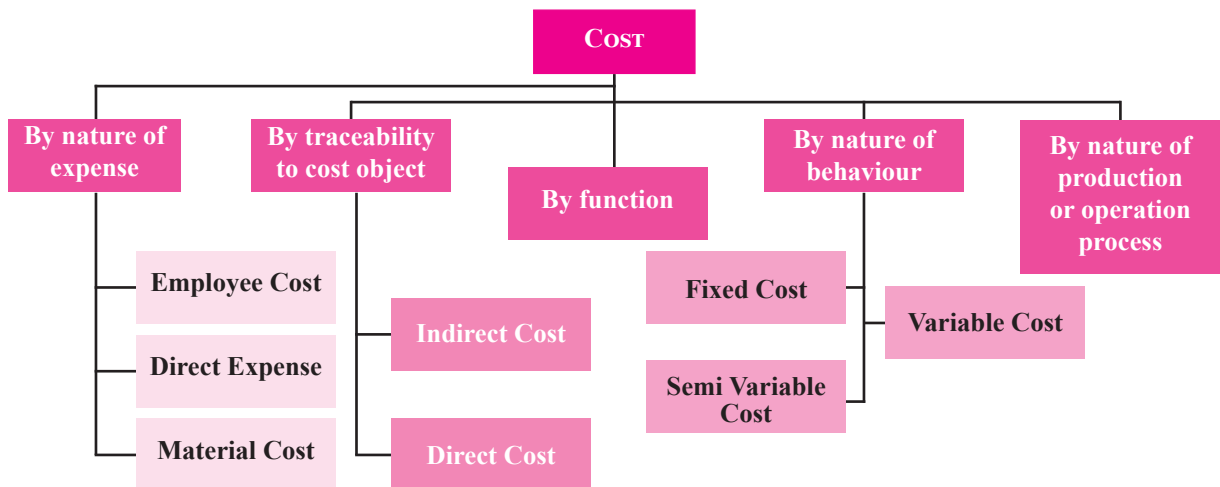 COST
By nature of
expense
By traceability
to cost object
By function
By nature of
behaviour
By nature of
production
or operation
process
Employee Cost
Direct Expense
Material Cost
Indirect Cost
Direct Cost
Fixed Cost
Variable Cost
Semi Variable
Cost